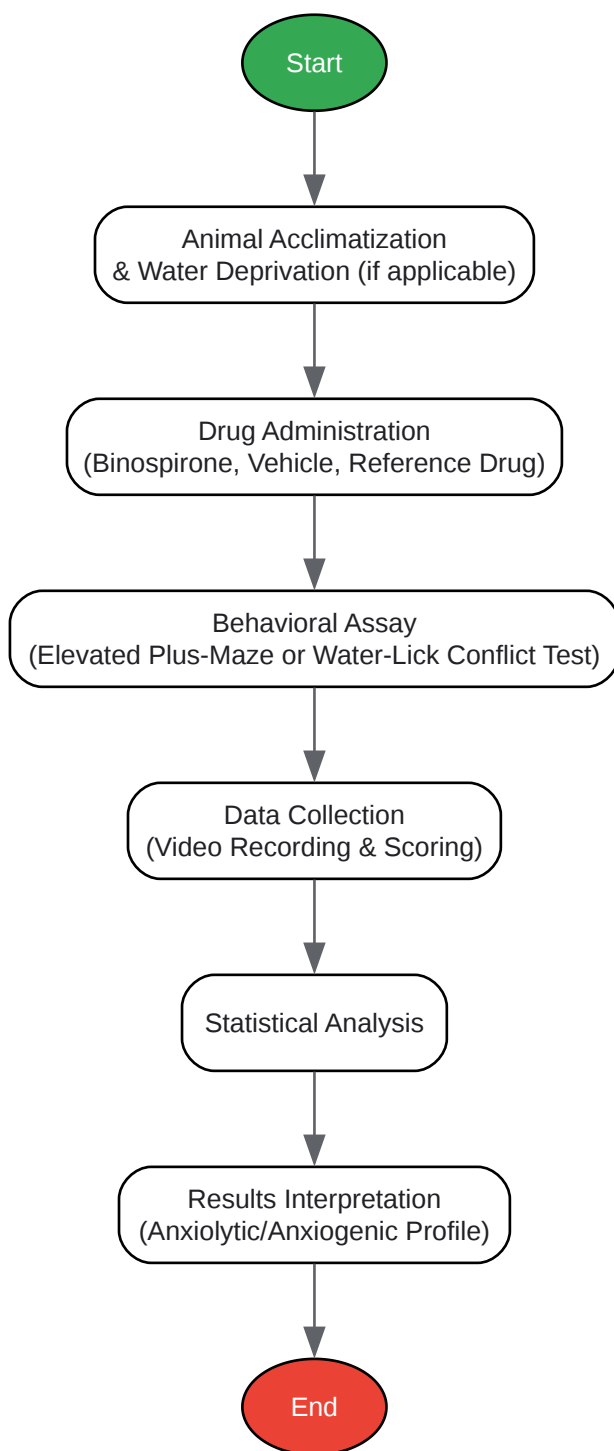 Start
Animal Acclimatization
& Water Deprivation (if applicable)
Drug Administration
(Binospirone, Vehicle, Reference Drug)
Behavioral Assay
(Elevated Plus-Maze or Water-Lick Conflict Test)
Data Collection
(Video Recording & Scoring)
Statistical Analysis
Results Interpretation
(Anxiolytic/Anxiogenic Profile)
End